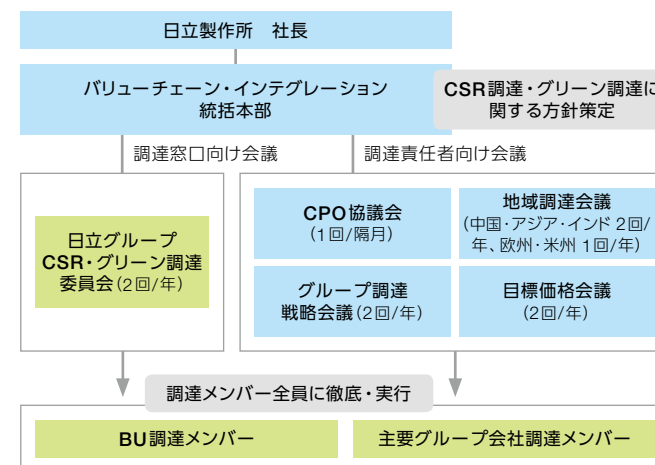 日立製作所 社長
バリューチェーン・インテグレーション
統括本部
CSR調達・グリーン調達に
関する方針策定
調達窓口向け会議
調達責任者向け会議
日立グループ
CSR・グリーン調達
委員会(2回/年)
CPO協議会
(1回/隔月)
地域調達会議
(中国・アジア・インド 2回/
年、欧州・米州 1回/年)
グループ調達
戦略会議(2回/年)
目標価格会議
(2回/年)
調達メンバー全員に徹底・実行
BU調達メンバー
主要グループ会社調達メンバー